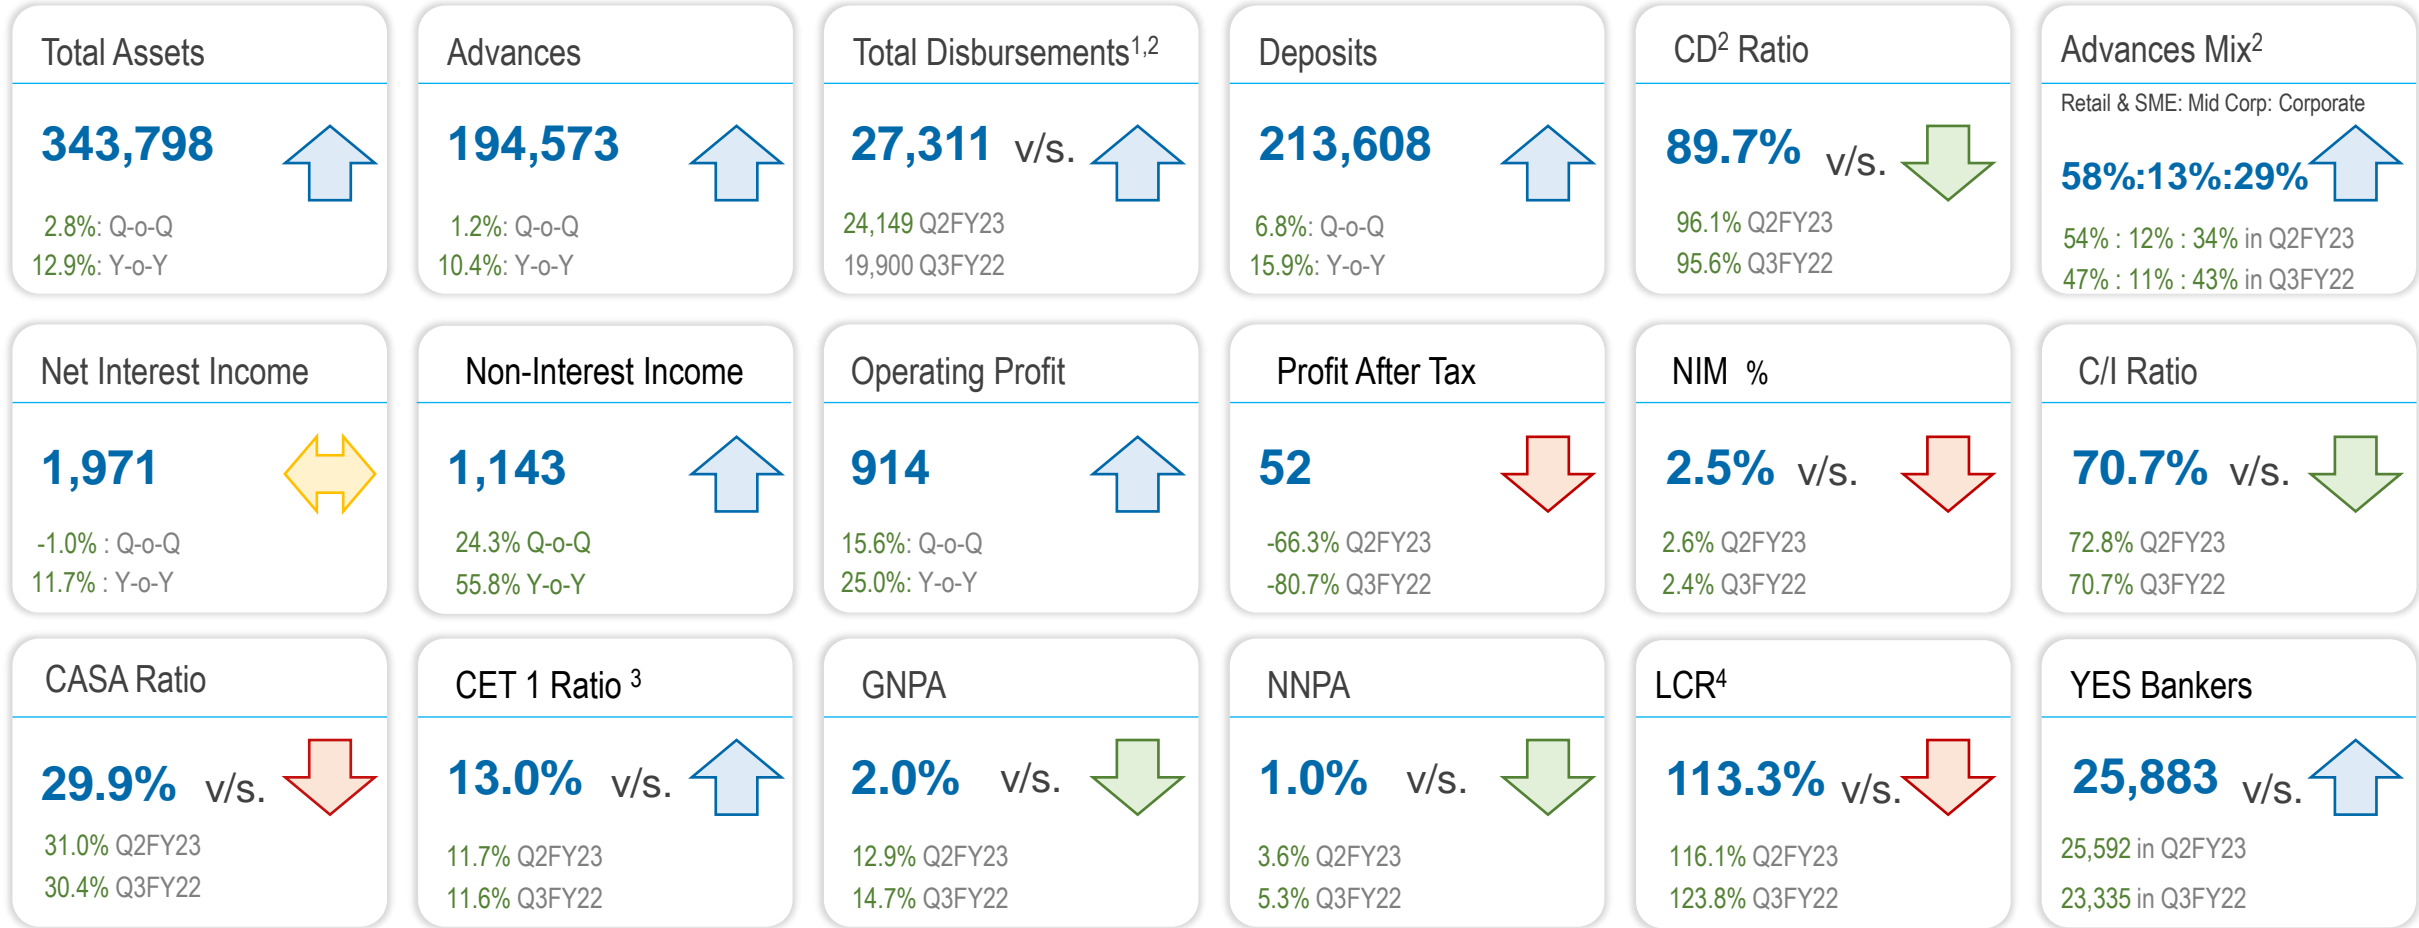 Total Assets
343,798
2.8%: Q-o-Q
12.9%: Y-o-Y
Advances
194,573
1.2%: Q-o-Q
10.4%: Y-o-Y
Total Disbursements1,2
27,311 v/s.
24,149 Q2FY23
19,900 Q3FY22
Deposits
213,608
6.8%: Q-o-Q
15.9%: Y-o-Y
CD2 Ratio
89.7% v/s.
96.1% Q2FY23
95.6% Q3FY22
Advances Mix2
Retail & SME: Mid Corp: Corporate
58%:13%:29%
54% : 12% : 34% in Q2FY23
47% : 11% : 43% in Q3FY22
Net Interest Income
1,971
-1.0% : Q-o-Q
11.7% : Y-o-Y
Non-Interest Income
1,143
24.3% Q-o-Q
55.8% Y-o-Y
Operating Profit
914
15.6%: Q-o-Q
25.0%: Y-o-Y
Profit After Tax
52
-66.3% Q2FY23
-80.7% Q3FY22
NIM %
2.5% v/s.
2.6% Q2FY23
2.4% Q3FY22
C/I Ratio
70.7% v/s.
72.8% Q2FY23
70.7% Q3FY22
CASA Ratio
29.9% v/s.
31.0% Q2FY23
30.4% Q3FY22
CET 1 Ratio 3
13.0% v/s.
11.7% Q2FY23
11.6% Q3FY22
GNPA
2.0% v/s.
12.9% Q2FY23
14.7% Q3FY22
NNPA
1.0% v/s.
3.6% Q2FY23
5.3% Q3FY22
LCR4
113.3% v/s.
116.1% Q2FY23
123.8% Q3FY22
YES Bankers
25,883 v/s.
25,592 in Q2FY23
23,335 in Q3FY22